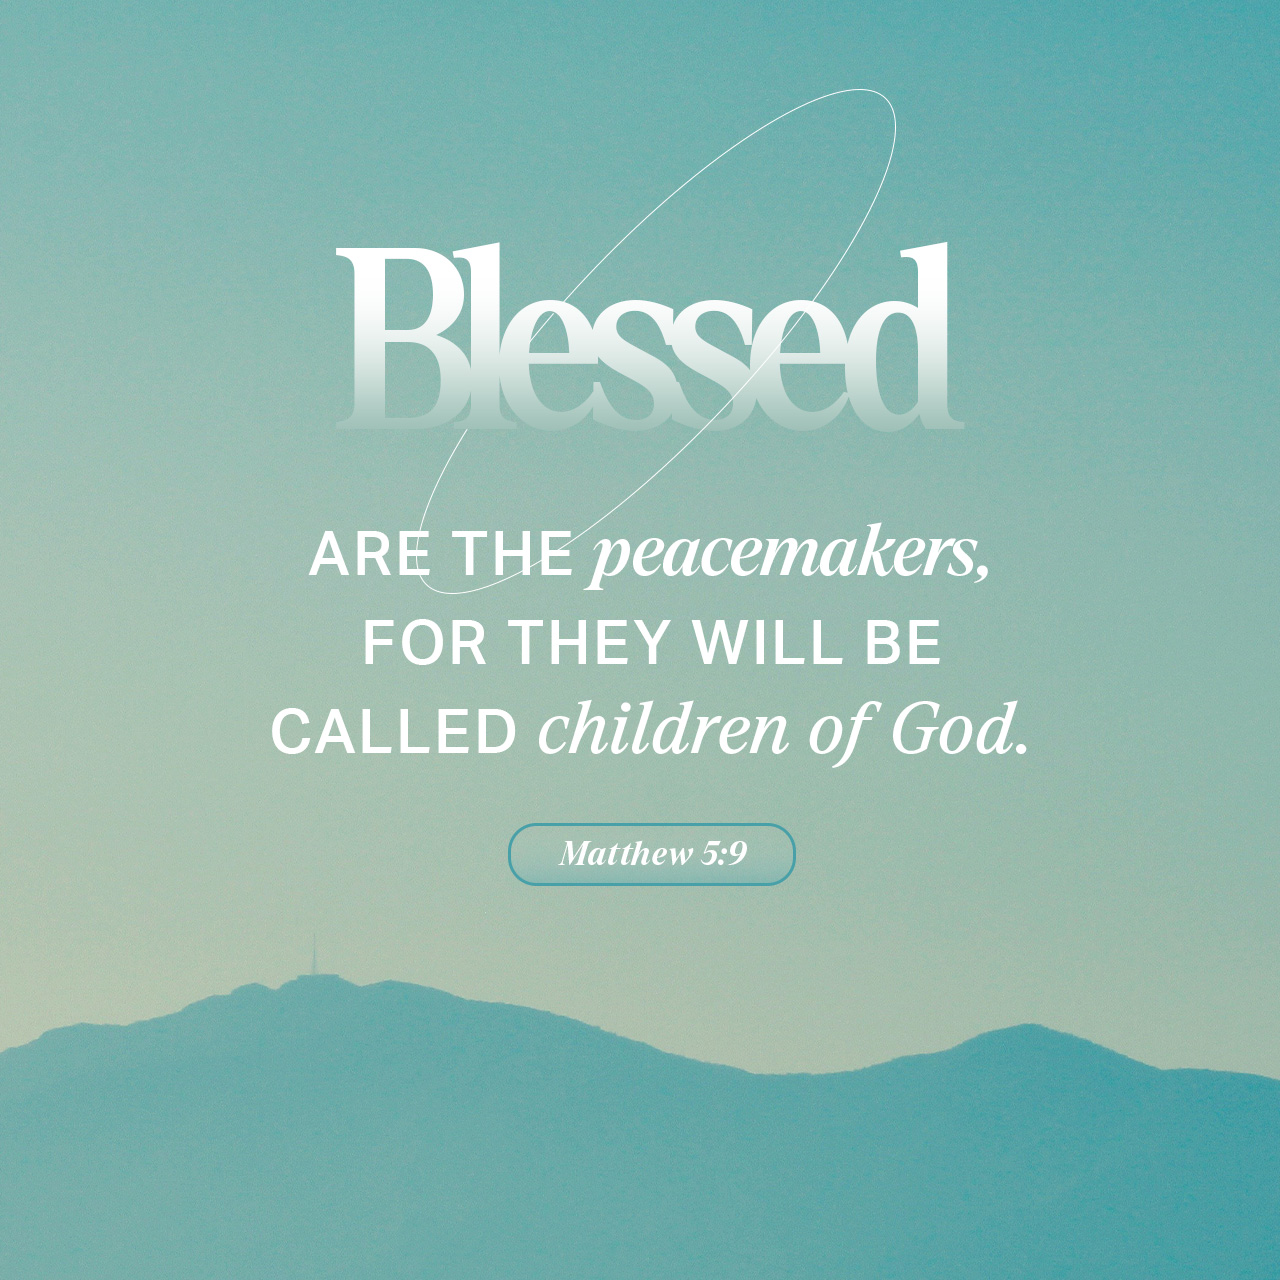 Blessed
ARE THE peacemakers,
FOR THEY WILL BE
CALLED children of God.
Matthew 5:9